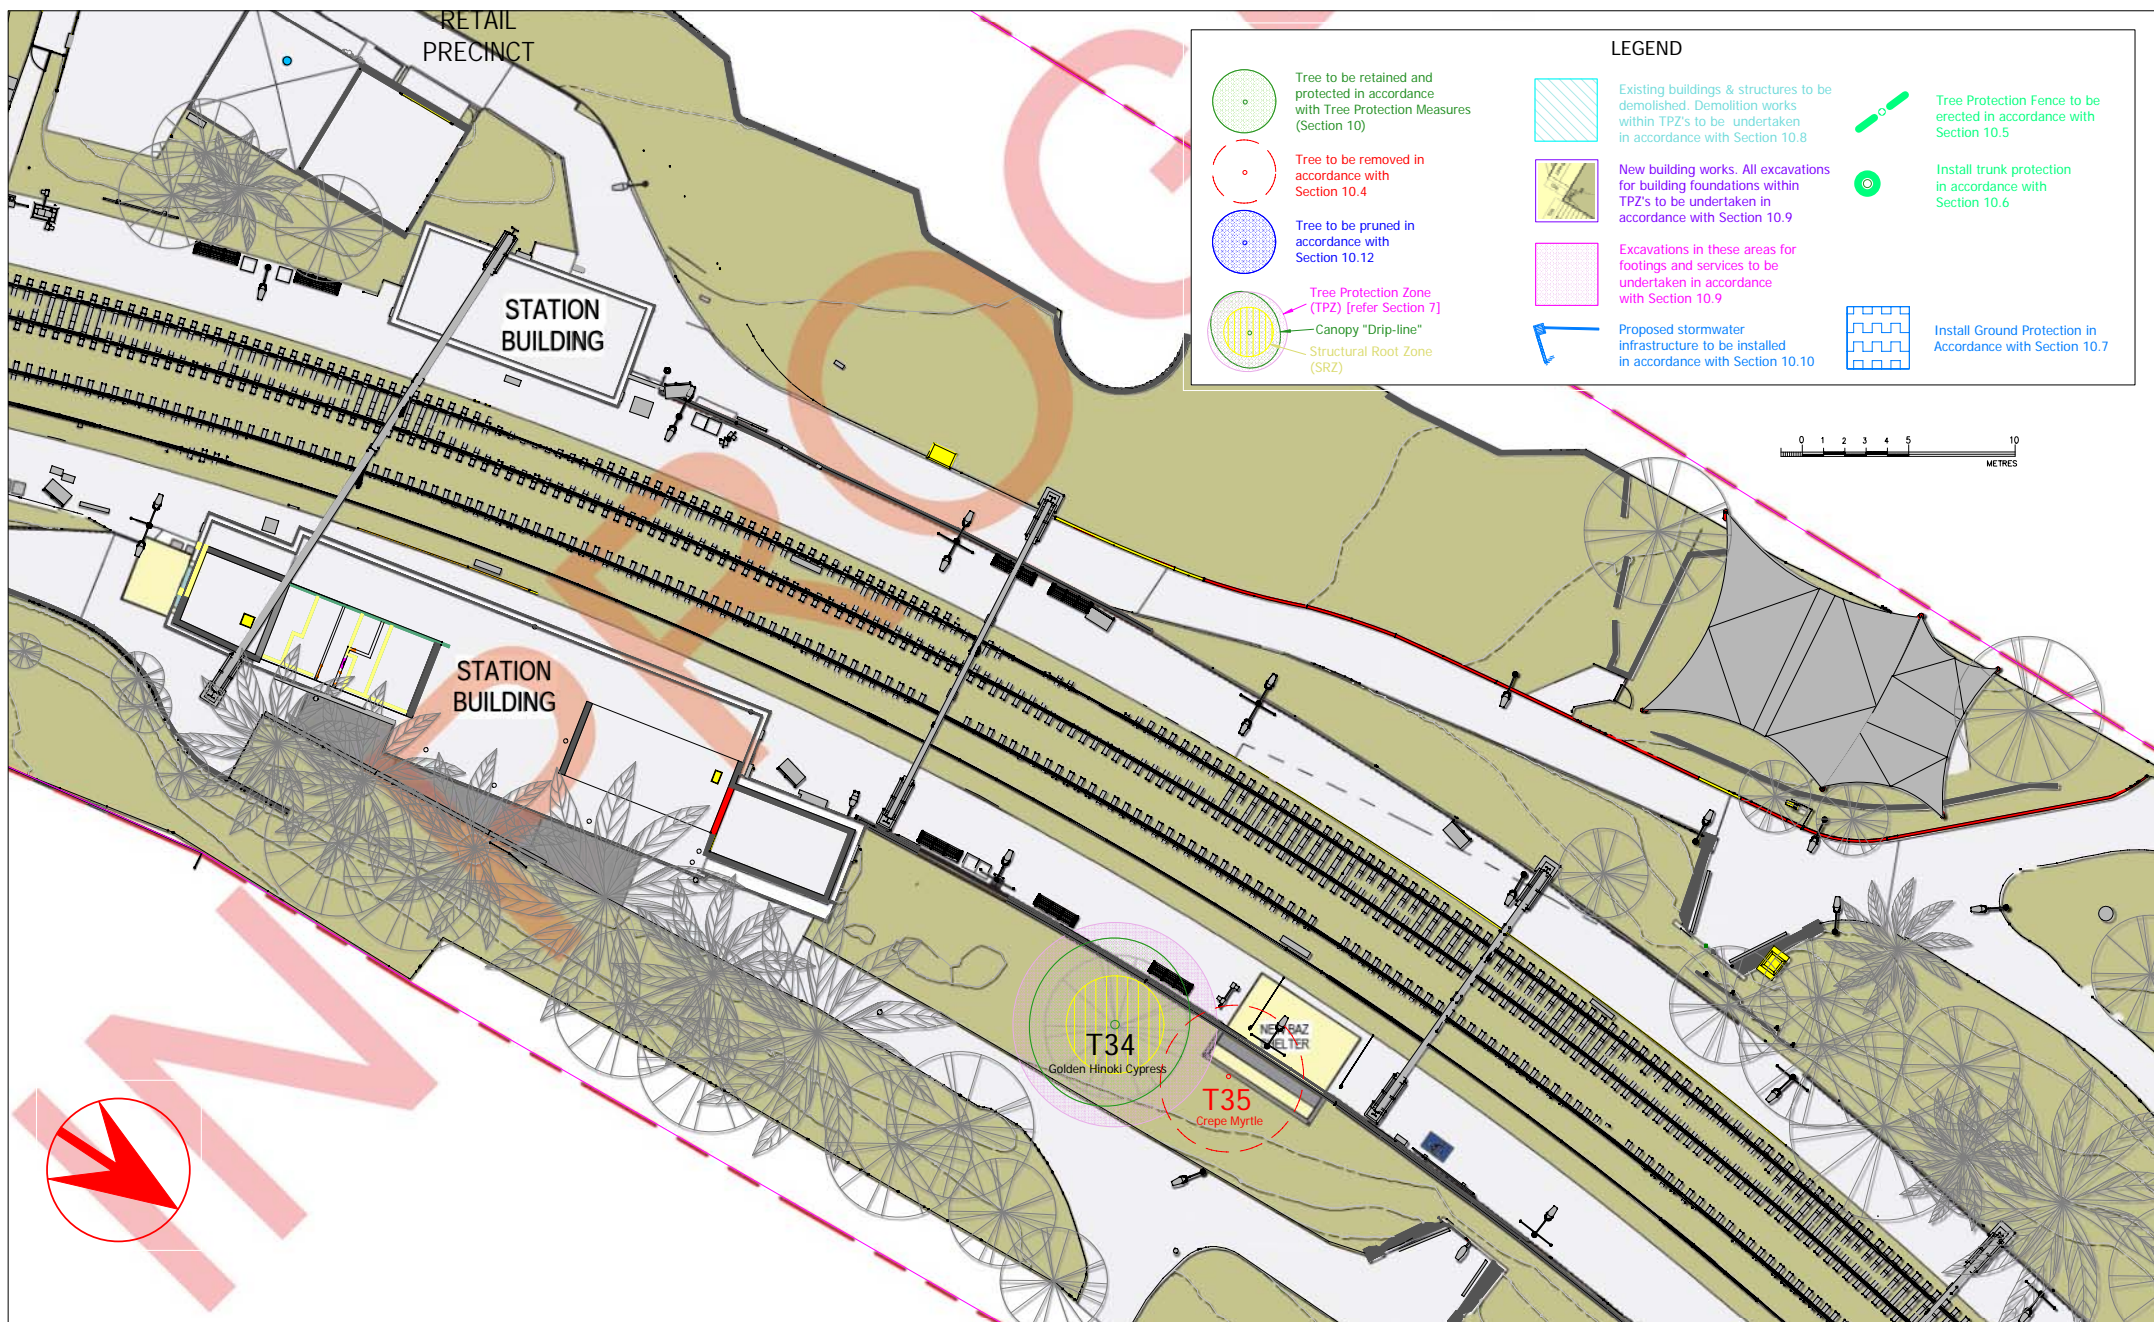 RETAIL
PRECINCT
LEGEND
Tree to be retained and
protected in accordance
with Tree Protection Measures
(Section 10)
Tree to be removed in
accordance with
Section 10.4
Tree to be pruned in
accordance with
Section 10.12
Tree Protection Zone
(TPZ) [refer Section 7]
Canopy "Drip-line"
Structural Root Zone
(SRZ)
Existing buildings & structures to be
demolished. Demolition works
within TPZ's to be undertaken
in accordance with Section 10.8
New building works. All excavations
for building foundations within
TPZ's to be undertaken in
accordance with Section 10.9
Excavations in these areas for
footings and services to be
undertaken in accordance
with Section 10.9
Proposed stormwater
infrastructure to be installed
in accordance with Section 10.10
Tree Protection Fence to be
erected in accordance with
Section 10.5
Install trunk protection
in accordance with
Section 10.6
Install Ground Protection in
Accordance with Section 10.7
0 1 2 3 4 5 10
METRES
STATION
BUILDING
STATION
BUILDING
T34
Golden Hinoki Cypress
NEW BAZ
SHELTER
T35
Crepe Myrtle